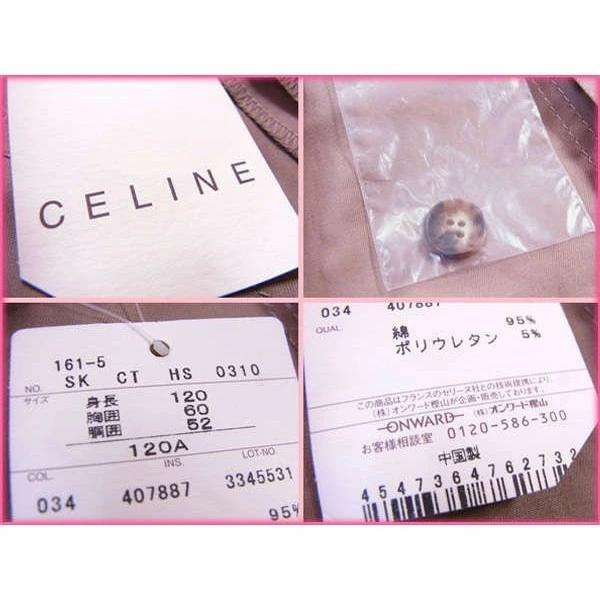 CELINE
161-5
NO. SK CT HS 0310
サイズ 身長 120
胸囲 60
胴囲 52
120A
COL. INS. LOT-NO.
034 407887 3345531
95%
034 407887
QUAL 綿 95%
ポリウレタン 5%
この商品はフランスのセリーヌ社との技術提携により、
(株)オンワード樫山が企画・販売しております。
ONWARD (株)オンワード樫山
お客様相談室 0120-586-300
中国製
4547364762732